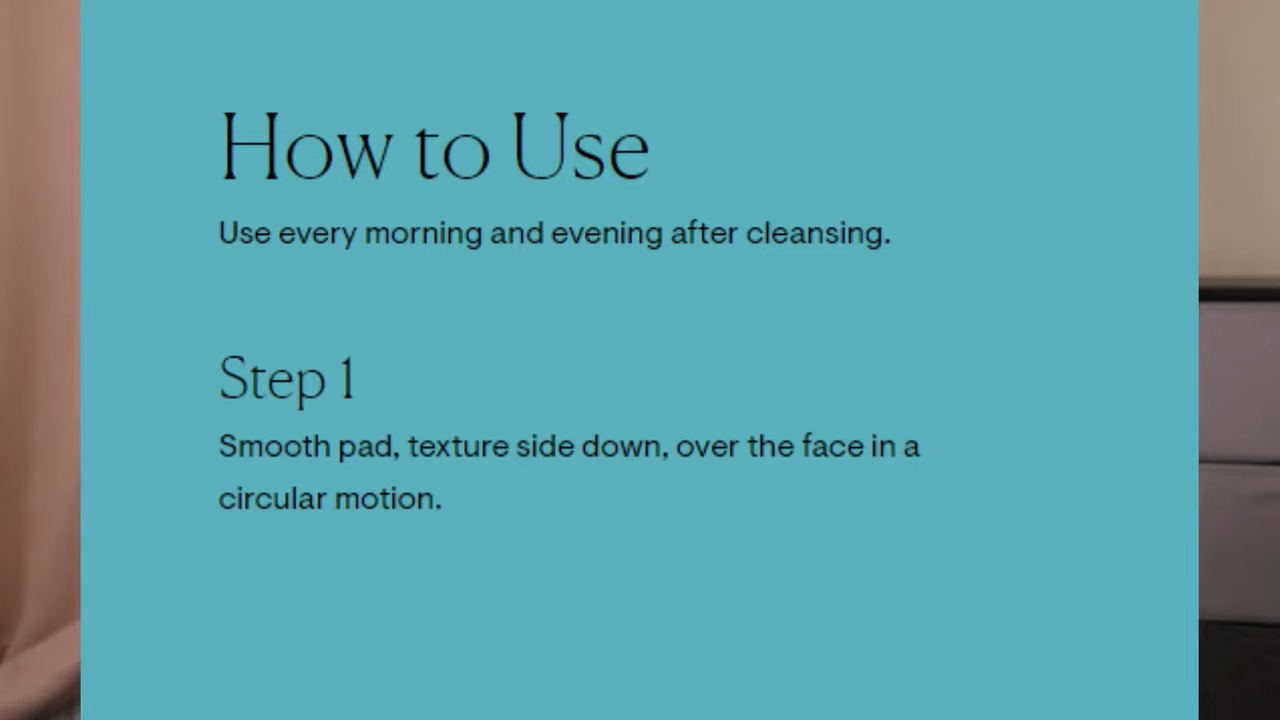 How to Use
Use every morning and evening after cleansing.
Step 1
Smooth pad, texture side down, over the face in a
circular motion.